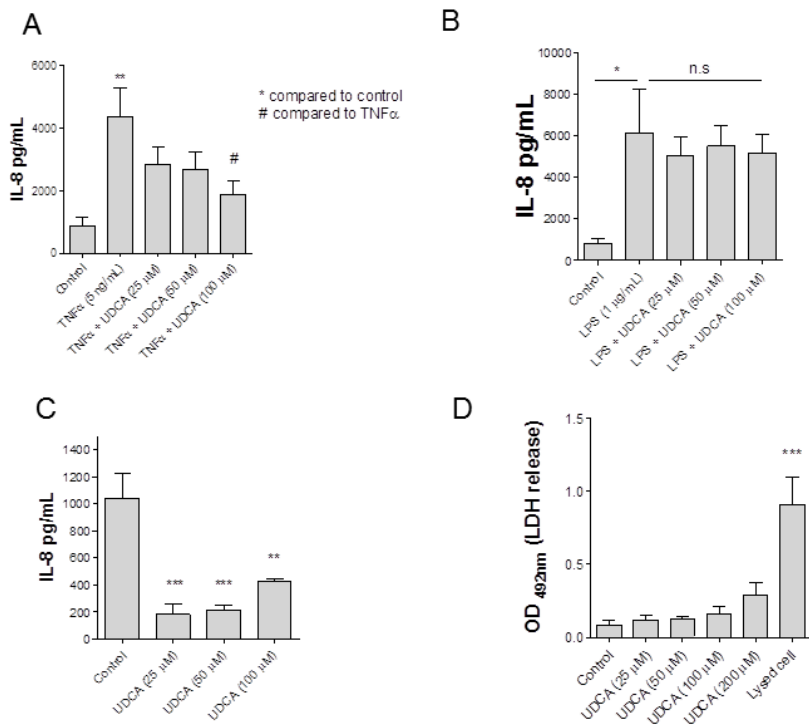 A
IL-8 pg/mL
6000
4000
2000
0
**
#
* compared to control
# compared to TNFα
Control
TNFα (5 ng/mL)
TNFα + UDCA (25 µM)
TNFα + UDCA (50 µM)
TNFα + UDCA (100 µM)
B
IL-8 pg/mL
10000
8000
6000
4000
2000
0
*
n.s
Control
LPS (1 µg/mL)
LPS + UDCA (25 µM)
LPS + UDCA (50 µM)
LPS + UDCA (100 µM)
C
IL-8 pg/mL
1400
1200
1000
800
600
400
200
0
***
***
**
Control
UDCA (25 µM)
UDCA (50 µM)
UDCA (100 µM)
D
OD 492nm (LDH release)
1.5
1.0
0.5
0.0
***
Control
UDCA (25 µM)
UDCA (50 µM)
UDCA (100 µM)
UDCA (200 µM)
Lysed cell